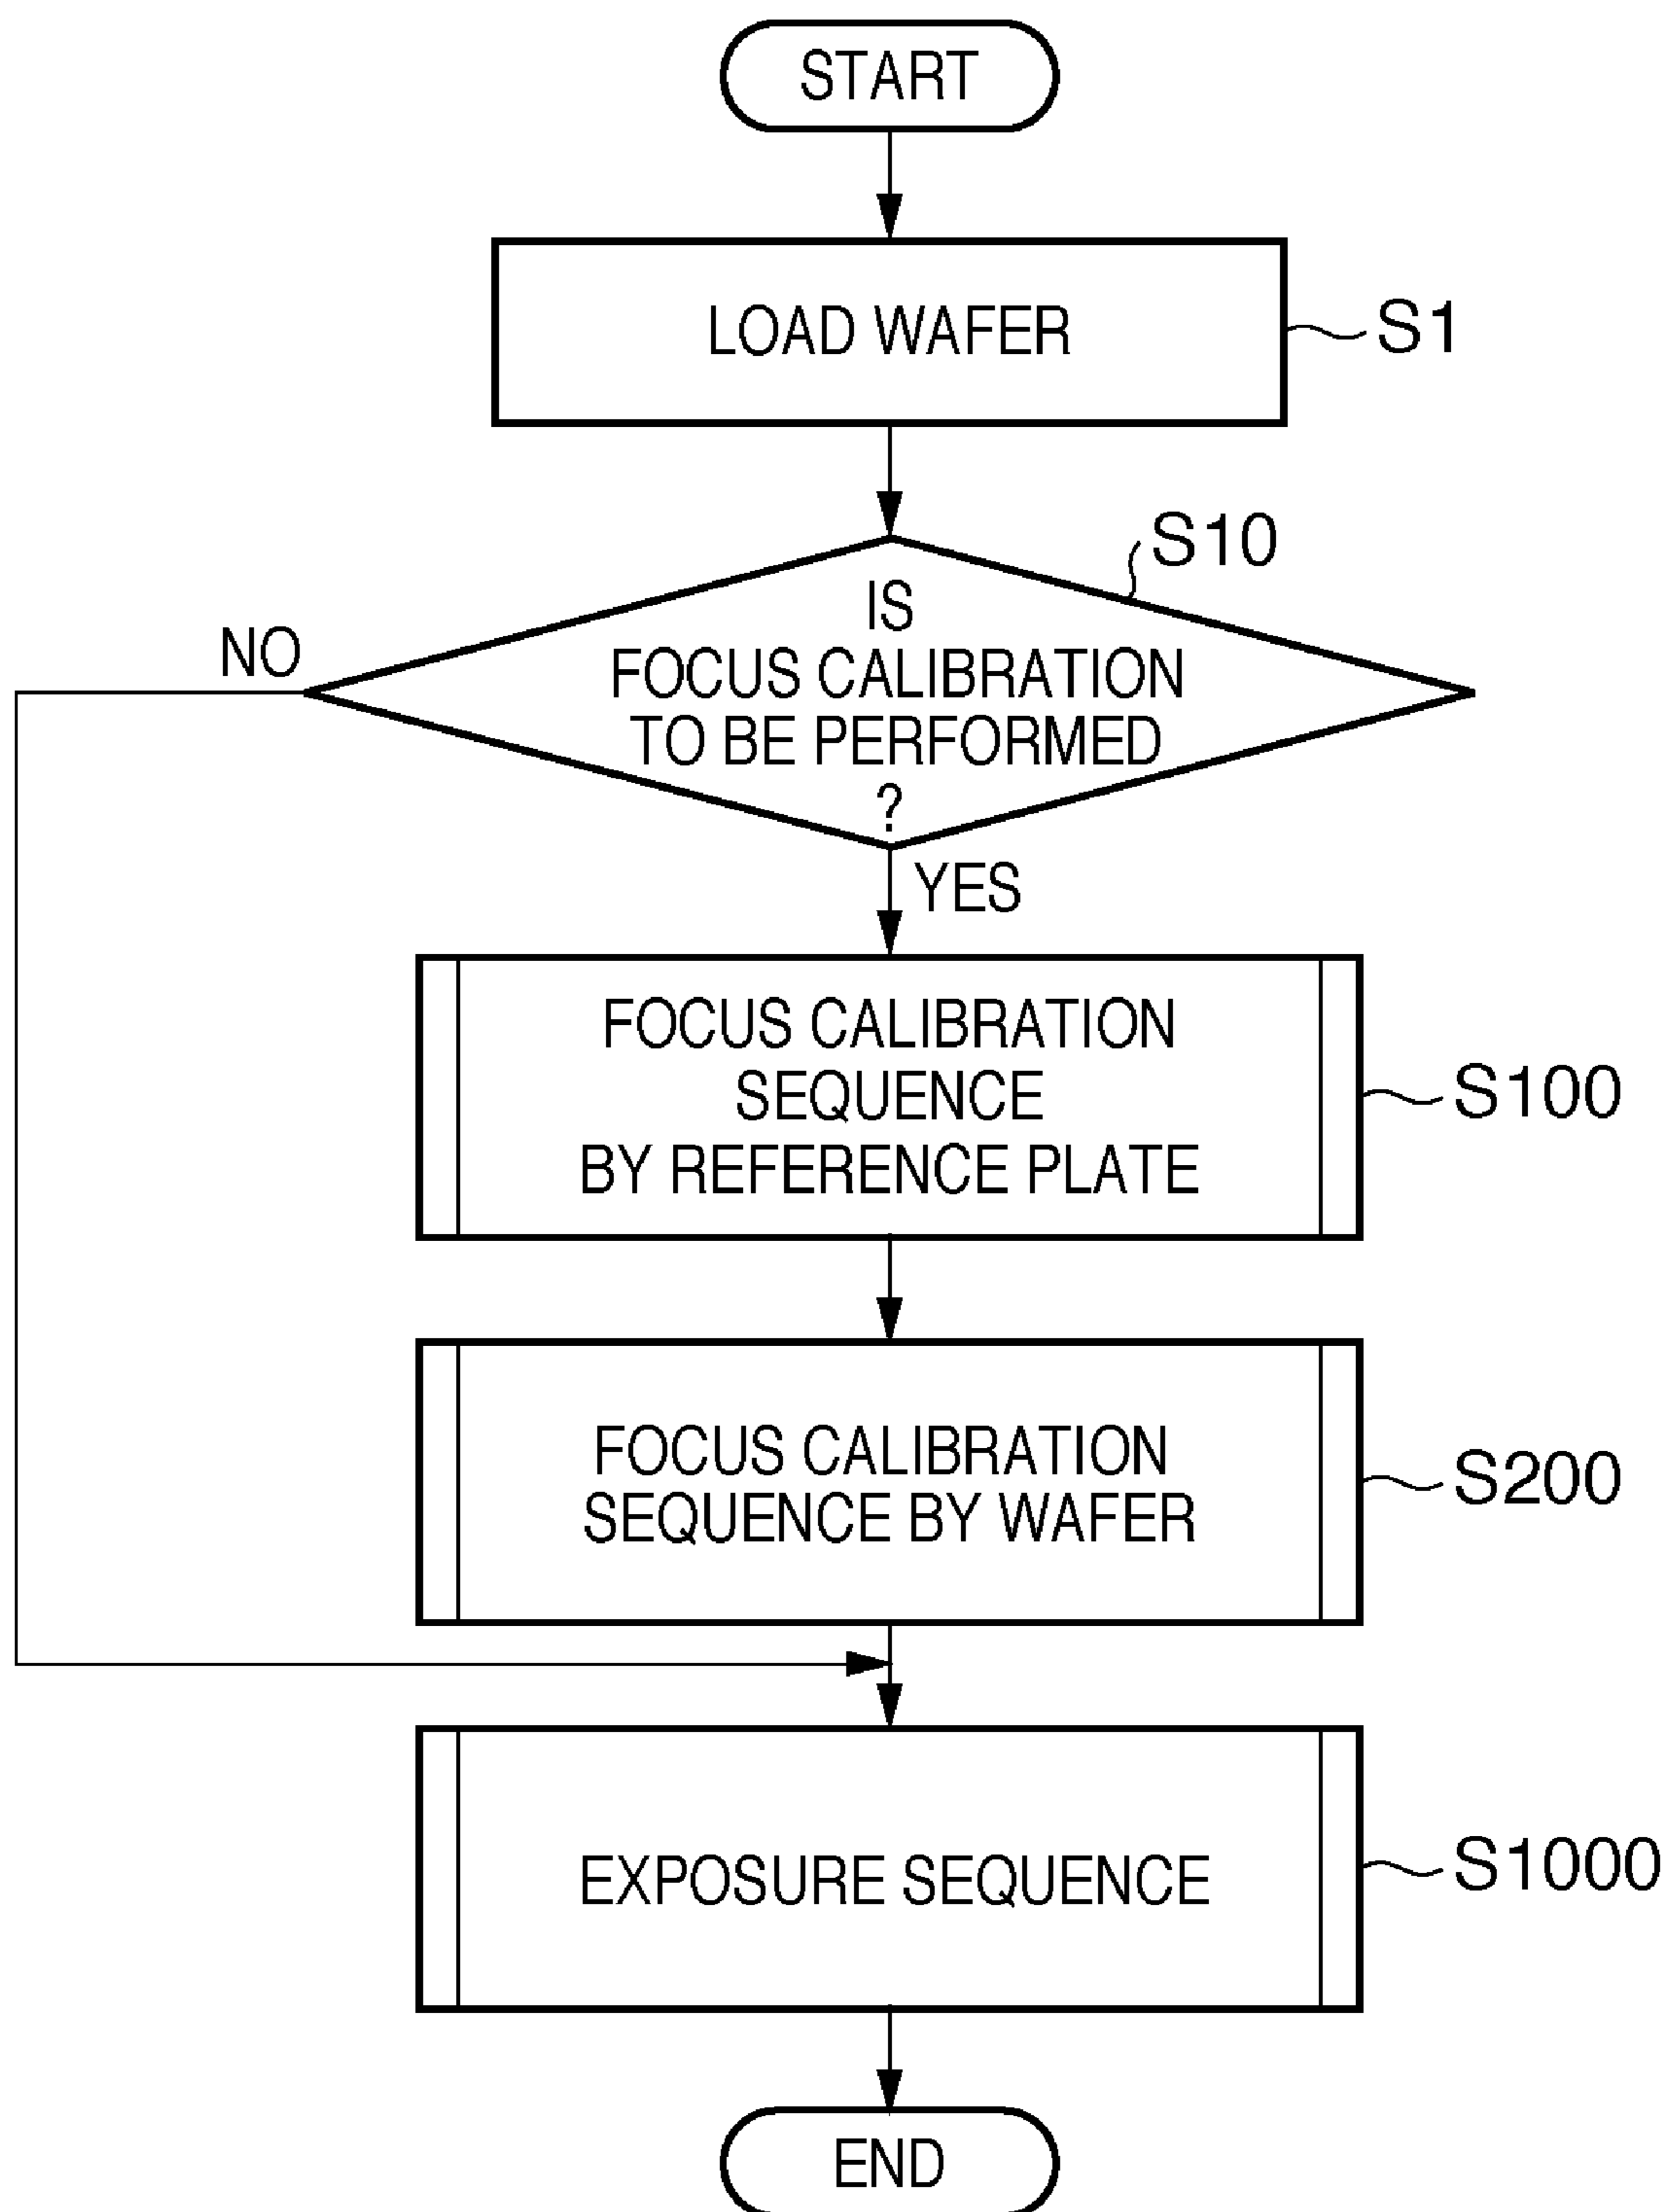 START
LOAD WAFER
S1
S10
IS
FOCUS CALIBRATION
TO BE PERFORMED
?
NO
YES
FOCUS CALIBRATION
SEQUENCE
BY REFERENCE PLATE
S100
FOCUS CALIBRATION
SEQUENCE BY WAFER
S200
EXPOSURE SEQUENCE
S1000
END